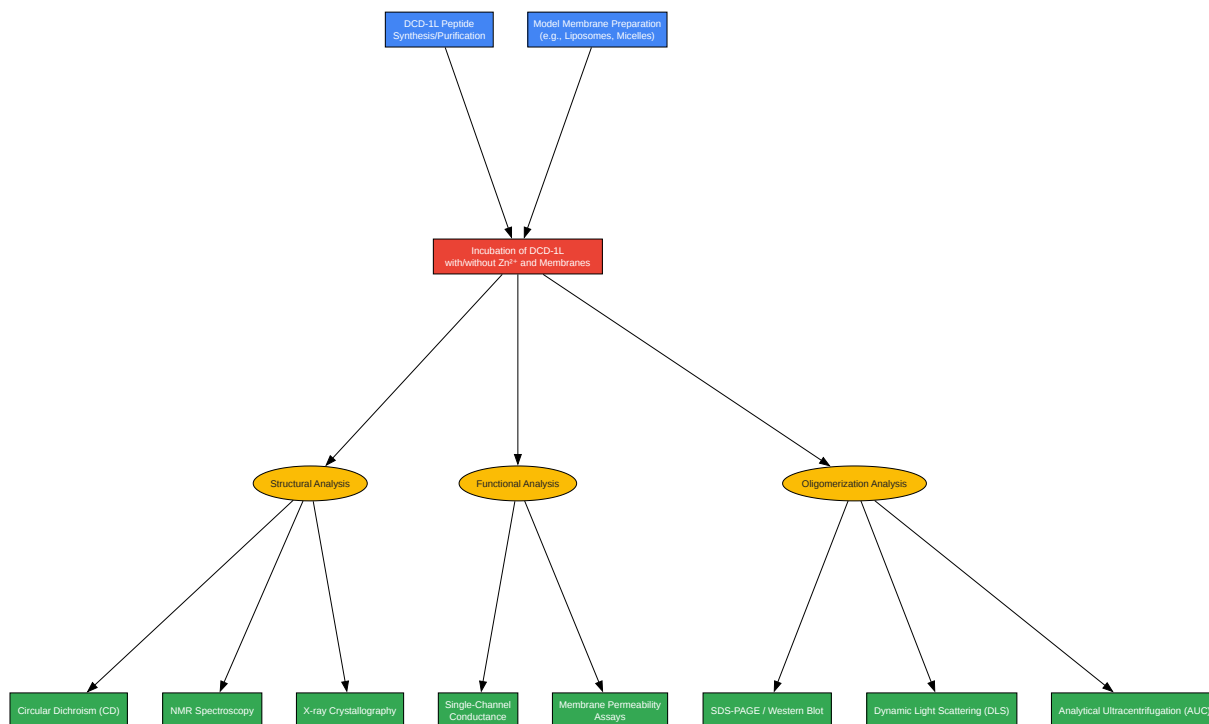 DCD-1L Peptide
Synthesis/Purification
Model Membrane Preparation
(e.g., Liposomes, Micelles)
Incubation of DCD-1L
with/without Zn²⁺ and Membranes
Structural Analysis
Functional Analysis
Oligomerization Analysis
Circular Dichroism (CD)
NMR Spectroscopy
X-ray Crystallography
Single-Channel
Conductance
Membrane Permeability
Assays
SDS-PAGE / Western Blot
Dynamic Light Scattering (DLS)
Analytical Ultracentrifugation (AUC)